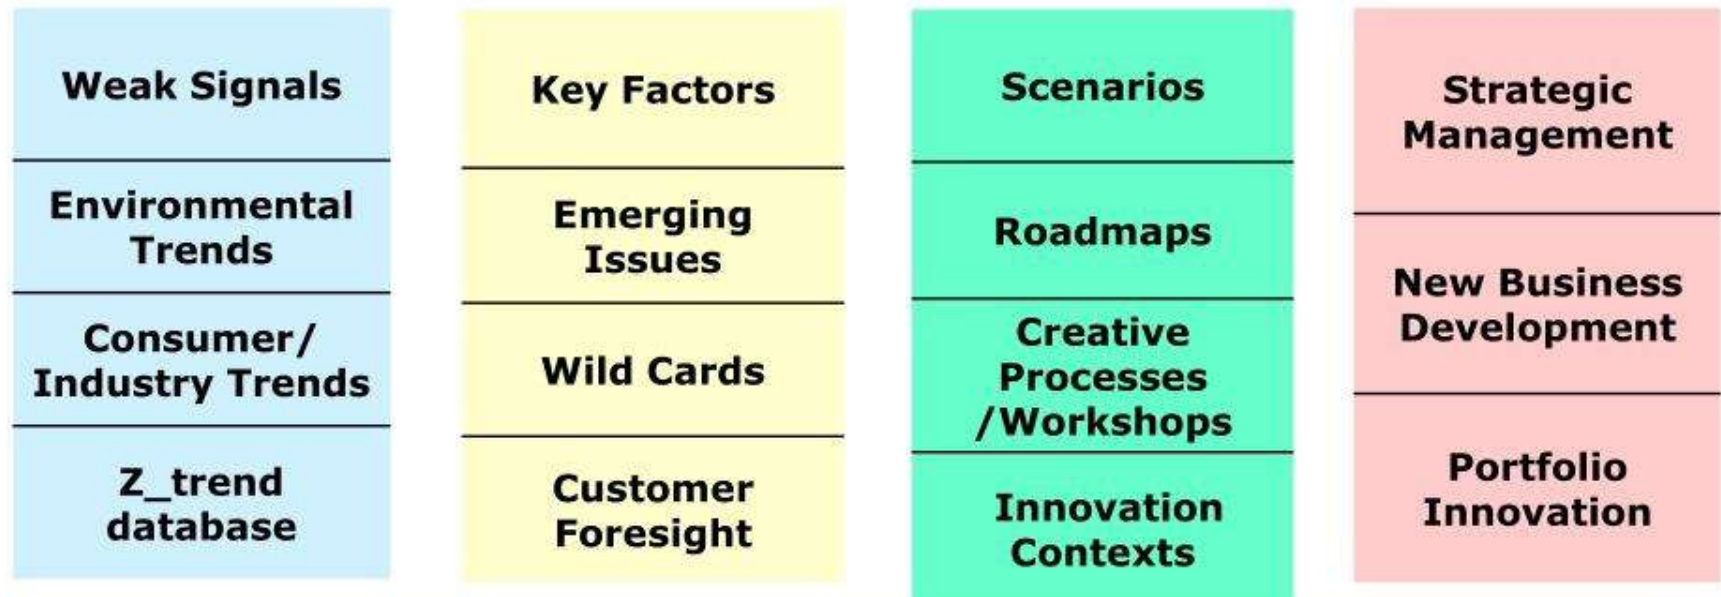 Weak Signals
Environmental
Trends
Consumer/
Industry Trends
Z_trend
database
Key Factors
Emerging
Issues
Wild Cards
Customer
Foresight
Scenarios
Roadmaps
Creative
Processes
/Workshops
Innovation
Contexts
Strategic
Management
New Business
Development
Portfolio
Innovation